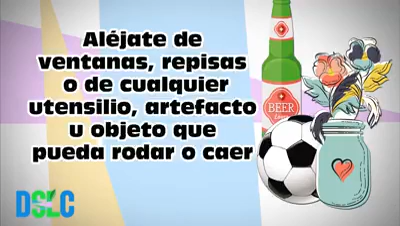 Aléjate de
ventanas, repisas
o de cualquier
utensilio, artefacto
u objeto que
pueda rodar o caer
BEER
DSLC